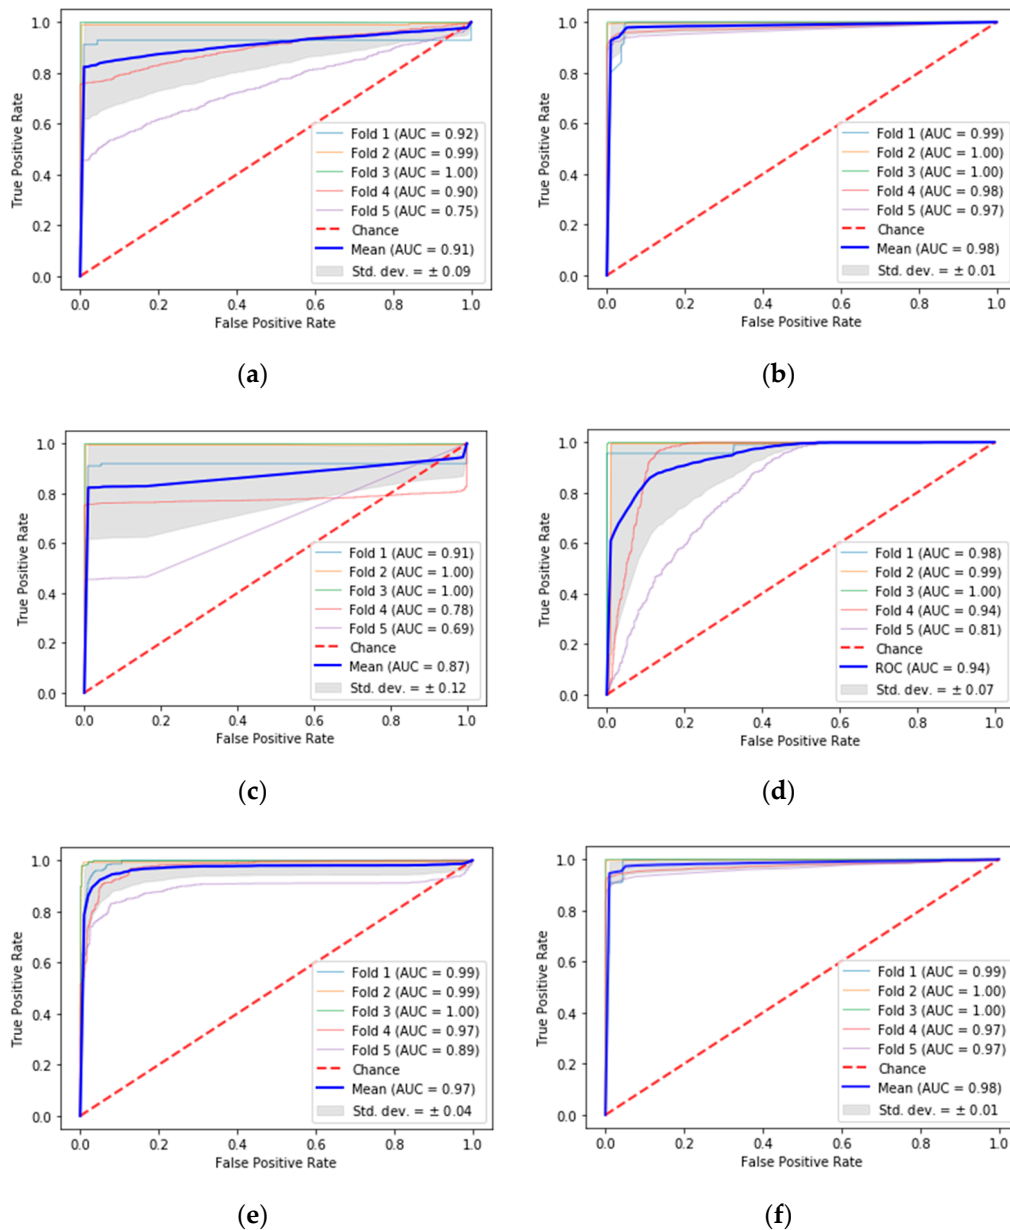 1.0
0.8
0.6
0.4
0.2
0.0
True Positive Rate
0.0 0.2 0.4 0.6 0.8 1.0
False Positive Rate
Fold 1 (AUC = 0.92)
Fold 2 (AUC = 0.99)
Fold 3 (AUC = 1.00)
Fold 4 (AUC = 0.90)
Fold 5 (AUC = 0.75)
Chance
Mean (AUC = 0.91)
Std. dev. = ± 0.09
(a)
1.0
0.8
0.6
0.4
0.2
0.0
True Positive Rate
0.0 0.2 0.4 0.6 0.8 1.0
False Positive Rate
Fold 1 (AUC = 0.99)
Fold 2 (AUC = 1.00)
Fold 3 (AUC = 1.00)
Fold 4 (AUC = 0.98)
Fold 5 (AUC = 0.97)
Chance
Mean (AUC = 0.98)
Std. dev. = ± 0.01
(b)
1.0
0.8
0.6
0.4
0.2
0.0
True Positive Rate
0.0 0.2 0.4 0.6 0.8 1.0
False Positive Rate
Fold 1 (AUC = 0.91)
Fold 2 (AUC = 1.00)
Fold 3 (AUC = 1.00)
Fold 4 (AUC = 0.78)
Fold 5 (AUC = 0.69)
Chance
Mean (AUC = 0.87)
Std. dev. = ± 0.12
(c)
1.0
0.8
0.6
0.4
0.2
0.0
True Positive Rate
0.0 0.2 0.4 0.6 0.8 1.0
False Positive Rate
Fold 1 (AUC = 0.98)
Fold 2 (AUC = 0.99)
Fold 3 (AUC = 1.00)
Fold 4 (AUC = 0.94)
Fold 5 (AUC = 0.81)
Chance
ROC (AUC = 0.94)
Std. dev. = ± 0.07
(d)
1.0
0.8
0.6
0.4
0.2
0.0
True Positive Rate
0.0 0.2 0.4 0.6 0.8 1.0
False Positive Rate
Fold 1 (AUC = 0.99)
Fold 2 (AUC = 0.99)
Fold 3 (AUC = 1.00)
Fold 4 (AUC = 0.97)
Fold 5 (AUC = 0.89)
Chance
Mean (AUC = 0.97)
Std. dev. = ± 0.04
(e)
1.0
0.8
0.6
0.4
0.2
0.0
True Positive Rate
0.0 0.2 0.4 0.6 0.8 1.0
False Positive Rate
Fold 1 (AUC = 0.99)
Fold 2 (AUC = 1.00)
Fold 3 (AUC = 1.00)
Fold 4 (AUC = 0.97)
Fold 5 (AUC = 0.97)
Chance
Mean (AUC = 0.98)
Std. dev. = ± 0.01
(f)